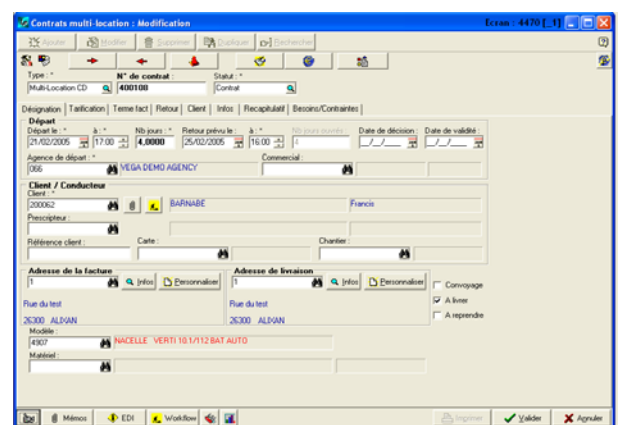 Contrats multi-location : Modification Ecran : 4470 [_1]
Ajouter Modifier Supprimer Dupliquer Rechercher
Type : * N° de contrat : Statut : *
Multi-Location CD 400108 Contrat
Désignation Tarification Terme fact Retour Client Infos Recapitulatif Besoins/Contraintes
Départ
Départ le : * à : * Nb jours : * Retour prévu le : à : * Nb jours ouvrés : Date de décision : Date de validité :
21/02/2005 17:00 4,0000 25/02/2005 16:00 4 _/_/__ _/_/__
Agence de départ : * Commercial :
066 VEGA DEMO AGENCY
Client / Conducteur
Client : *
200062 BARNABE Francis
Prescripteur :
Référence client : Carte : Chantier :
Adresse de la facture Adresse de livraison
1 Infos Personnaliser 1 Infos Personnaliser
Convoyage
Rue du test Rue du test
A livrer
26300 ALIXAN 26300 ALIXAN
A reprendre
Modèle :
4907 NACELLE VERTI 10.1/112 BAT AUTO
Matériel :
Mémos EDI Workflow Imprimer Valider Annuler